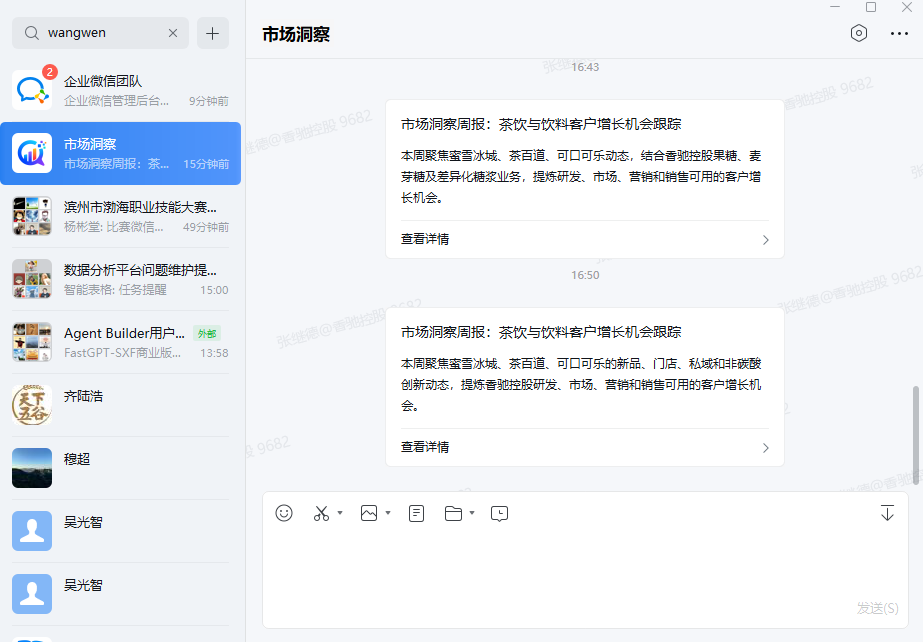 wangwen
2
企业微信团队
企业微信管理后台... 9分钟前
市场洞察
市场洞察周报：茶... 15分钟前
滨州市渤海职业技能大赛...
杨彬堂: 比赛微信... 49分钟前
数据分析平台问题维护提...
智能表格: 任务提醒 15:00
Agent Builder用户... 外部
FastGPT-SXF商业版... 13:58
天下五谷
齐陆浩
穆超
吴光智
吴光智
市场洞察
16:43
市场洞察周报：茶饮与饮料客户增长机会跟踪
本周聚焦蜜雪冰城、茶百道、可口可乐动态，结合香驰控股果糖、麦
芽糖及差异化糖浆业务，提炼研发、市场、营销和销售可用的客户增
长机会。
查看详情
16:50
市场洞察周报：茶饮与饮料客户增长机会跟踪
本周聚焦蜜雪冰城、茶百道、可口可乐的新品、门店、私域和非碳酸
创新动态，提炼香驰控股研发、市场、营销和销售可用的客户增长机
会。
查看详情
张继德@香驰控股 9682
发送(S)